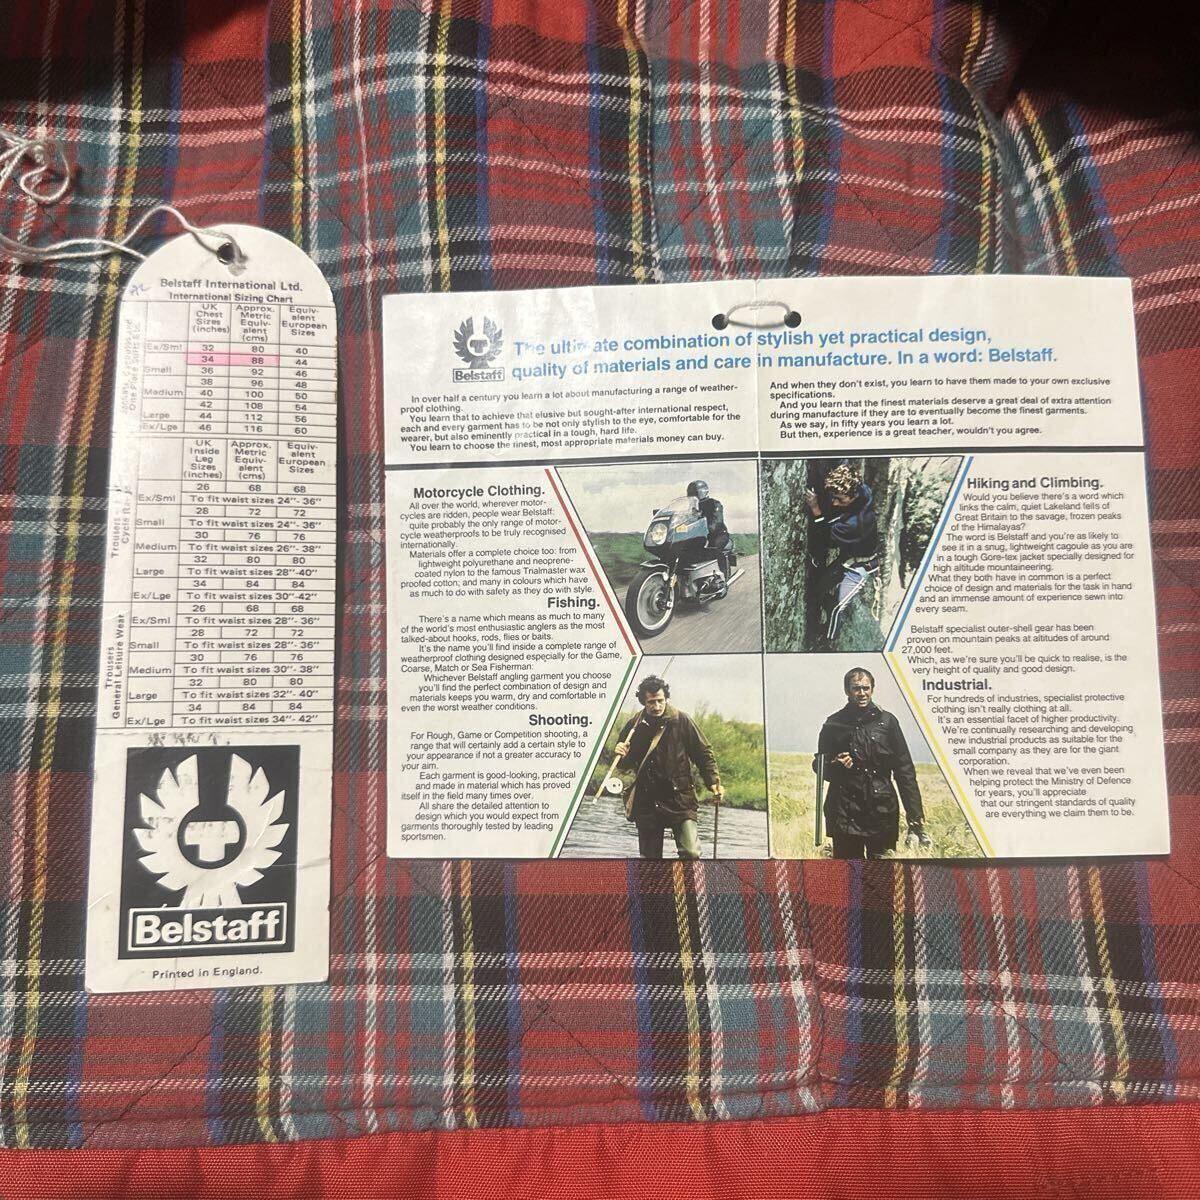 Belstaff International Ltd.
International Sizing Chart
UK Chest Sizes (inches) Approx. Metric Equiv-alent (cms) Equiv-alent European Sizes
Ex/Sml 32 80 40
34 88 44
Small 36 92 46
38 96 48
Medium 40 100 50
42 108 54
Large 44 112 56
Ex/Lge 46 116 60
UK Inside Leg Sizes (inches) Approx. Metric Equiv-alent (cms) Equiv-alent European Sizes
26 68 68
Ex/Sml To fit waist sizes 24"- 36"
28 72 72
Small To fit waist sizes 24"- 36"
30 76 76
Medium To fit waist sizes 26"- 38"
32 80 80
Large To fit waist sizes 28"-40"
34 84 84
Ex/Lge To fit waist sizes 30"-42"
26 68 68
Ex/Sml To fit waist sizes 28"- 36"
28 72 72
Small To fit waist sizes 28"- 36"
30 76 76
Medium To fit waist sizes 30"- 38"
32 80 80
Large To fit waist sizes 32"- 40"
34 84 84
Ex/Lge To fit waist sizes 34"- 42"
Trousers
General Leisure Wear
Belstaff
Printed in England.
Belstaff
The ultimate combination of stylish yet practical design,
quality of materials and care in manufacture. In a word: Belstaff.
In over half a century you learn a lot about manufacturing a range of weather-
proof clothing.
You learn that to achieve that elusive but sought-after international respect,
each and every garment has to be not only stylish to the eye, comfortable for the
wearer, but also eminently practical in a tough, hard life.
You learn to choose the finest, most appropriate materials money can buy.
And when they don't exist, you learn to have them made to your own exclusive
specifications.
And you learn that the finest materials deserve a great deal of extra attention
during manufacture if they are to eventually become the finest garments.
As we say, in fifty years you learn a lot.
But then, experience is a great teacher, wouldn't you agree.
Motorcycle Clothing.
All over the world, wherever motor-
cycles are ridden, people wear Belstaff:
quite probably the only range of motor-
cycle weatherproofs to be truly recognised
internationally.
Materials offer a complete choice too: from
lightweight polyurethane and neoprene-
coated nylon to the famous Trialmaster wax
proofed cotton; and many in colours which have
as much to do with safety as they do with style.
Fishing.
There's a name which means as much to many
of the world's most enthusiastic anglers as the most
talked-about hooks, rods, flies or baits.
It's the name you'll find inside a complete range of
weatherproof clothing designed especially for the Game,
Coarse, Match or Sea Fisherman.
Whichever Belstaff angling garment you choose
you'll find the perfect combination of design and
materials keeps you warm, dry and comfortable in
even the worst weather conditions.
Shooting.
For Rough, Game or Competition shooting, a
range that will certainly add a certain style to
your appearance if not a greater accuracy to
your aim.
Each garment is good-looking, practical
and made in material which has proved
itself in the field many times over.
All share the detailed attention to
design which you would expect from
garments thoroughly tested by leading
sportsmen.
Hiking and Climbing.
Would you believe there's a word which
links the calm, quiet Lakeland fells of
Great Britain to the savage, frozen peaks
of the Himalayas?
The word is Belstaff and you're as likely to
see it in a snug, lightweight cagoule as you are
in a tough Gore-tex jacket specially designed for
high altitude mountaineering.
What they both have in common is a perfect
choice of design and materials for the task in hand
and an immense amount of experience sewn into
every seam.
Belstaff specialist outer-shell gear has been
proven on mountain peaks at altitudes of around
27,000 feet.
Which, as we're sure you'll be quick to realise, is the
very height of quality and good design.
Industrial.
For hundreds of industries, specialist protective
clothing isn't really clothing at all.
It's an essential facet of higher productivity.
We're continually researching and developing
new industrial products as suitable for the
small company as they are for the giant
corporation.
When we reveal that we've even been
helping protect the Ministry of Defence
for years, you'll appreciate
that our stringent standards of quality
are everything we claim them to be.